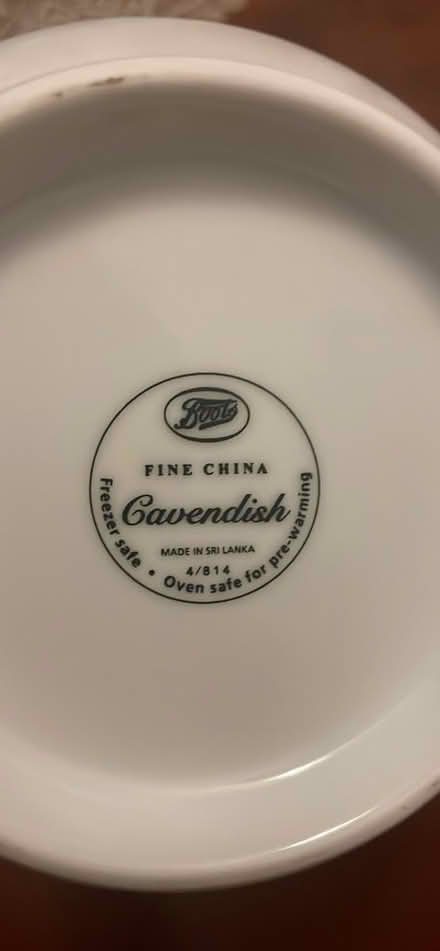 Boots
FINE CHINA
Cavendish
MADE IN SRI LANKA
4/814
Freezer safe • Oven safe for pre-warming